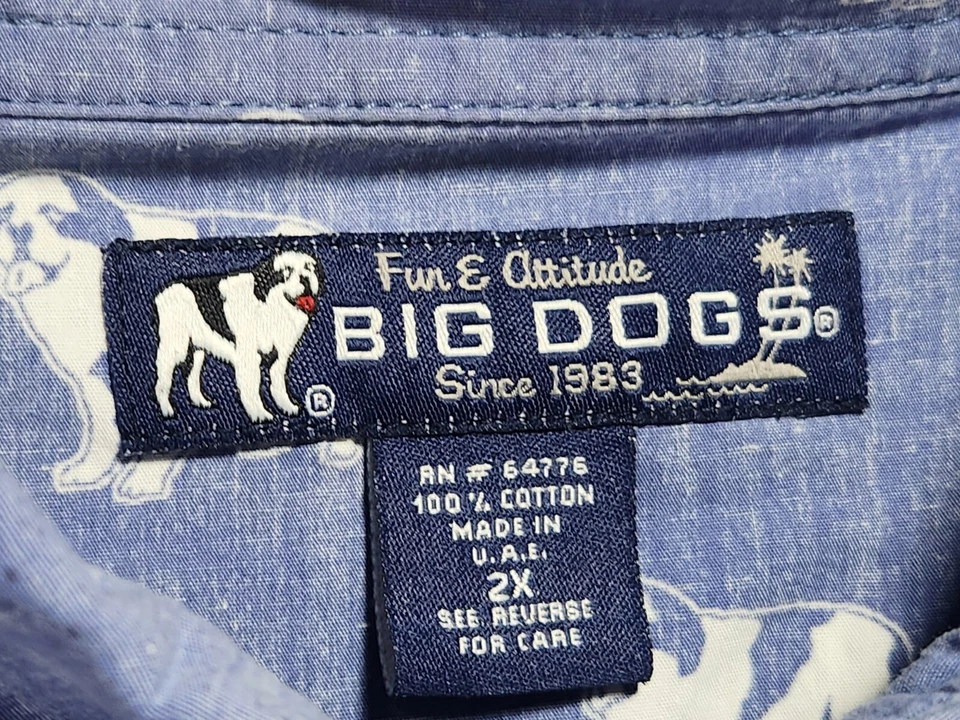 Fun & Attitude
BIG DOGS®
Since 1983
®
RN # 64776
100 % COTTON
MADE IN
U.A.E.
2X
SEE REVERSE
FOR CARE